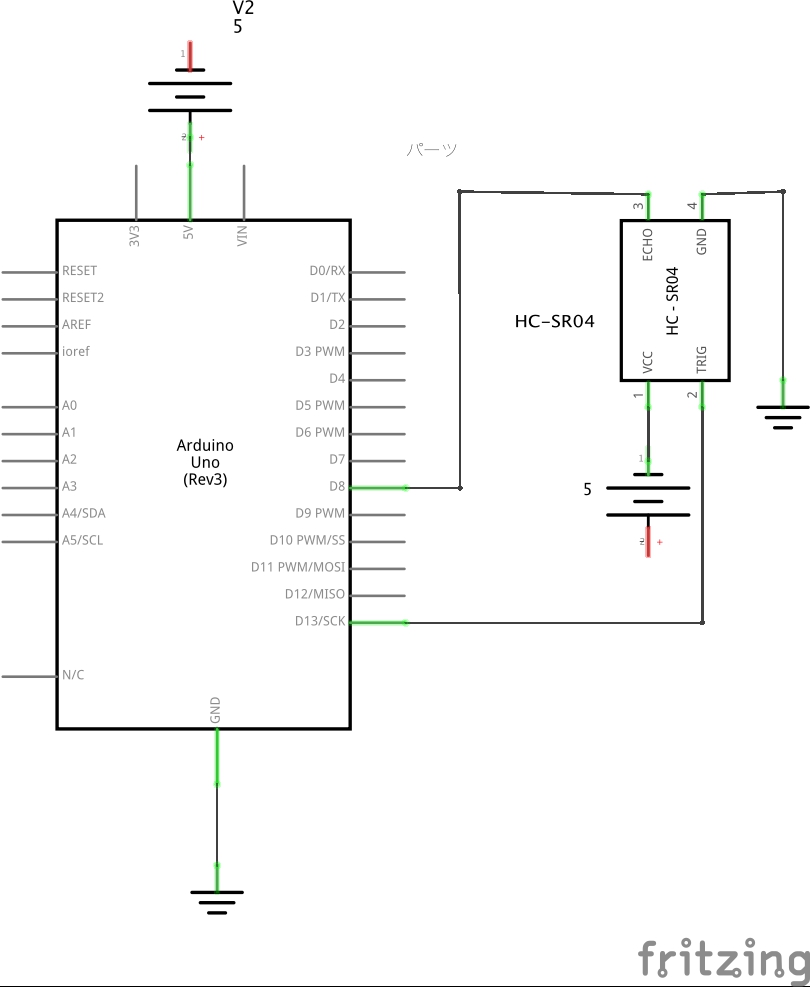 V2
5
1
2 +
パーツ
3V3
5V
VIN
RESET
RESET2
AREF
ioref
A0
A1
A2
A3
A4/SDA
A5/SCL
N/C
Arduino
Uno
(Rev3)
D0/RX
D1/TX
D2
D3 PWM
D4
D5 PWM
D6 PWM
D7
D8
D9 PWM
D10 PWM/SS
D11 PWM/MOSI
D12/MISO
D13/SCK
GND
HC-SR04
3
4
ECHO
GND
HC - SR04
VCC
TRIG
1
2
1
5
2 +
fritzing